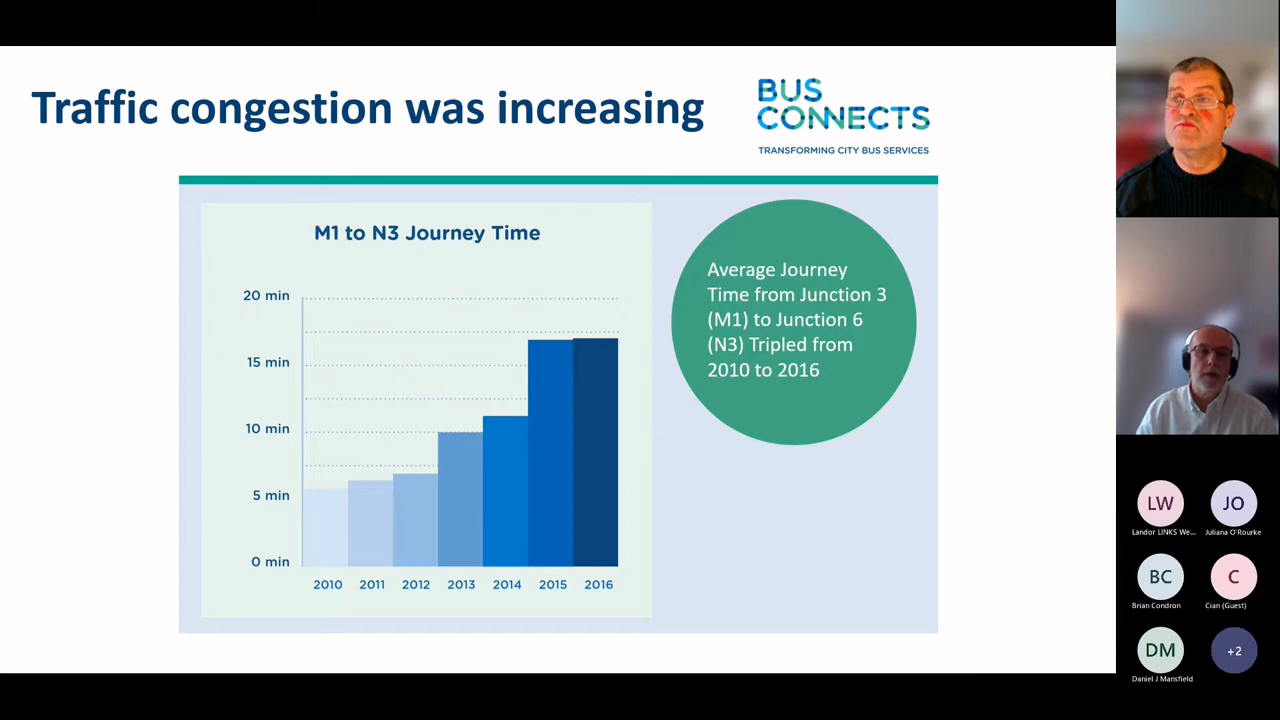 Traffic congestion was increasing
BUS
CONNECTS
TRANSFORMING CITY BUS SERVICES
M1 to N3 Journey Time
20 min
15 min
10 min
5 min
0 min
2010 2011 2012 2013 2014 2015 2016
Average Journey
Time from Junction 3
(M1) to Junction 6
(N3) Tripled from
2010 to 2016
LW
Landor LINKS We...
JO
Juliana O'Rourke
BC
Brian Condron
C
Cian (Guest)
DM
Daniel J Mansfield
+2